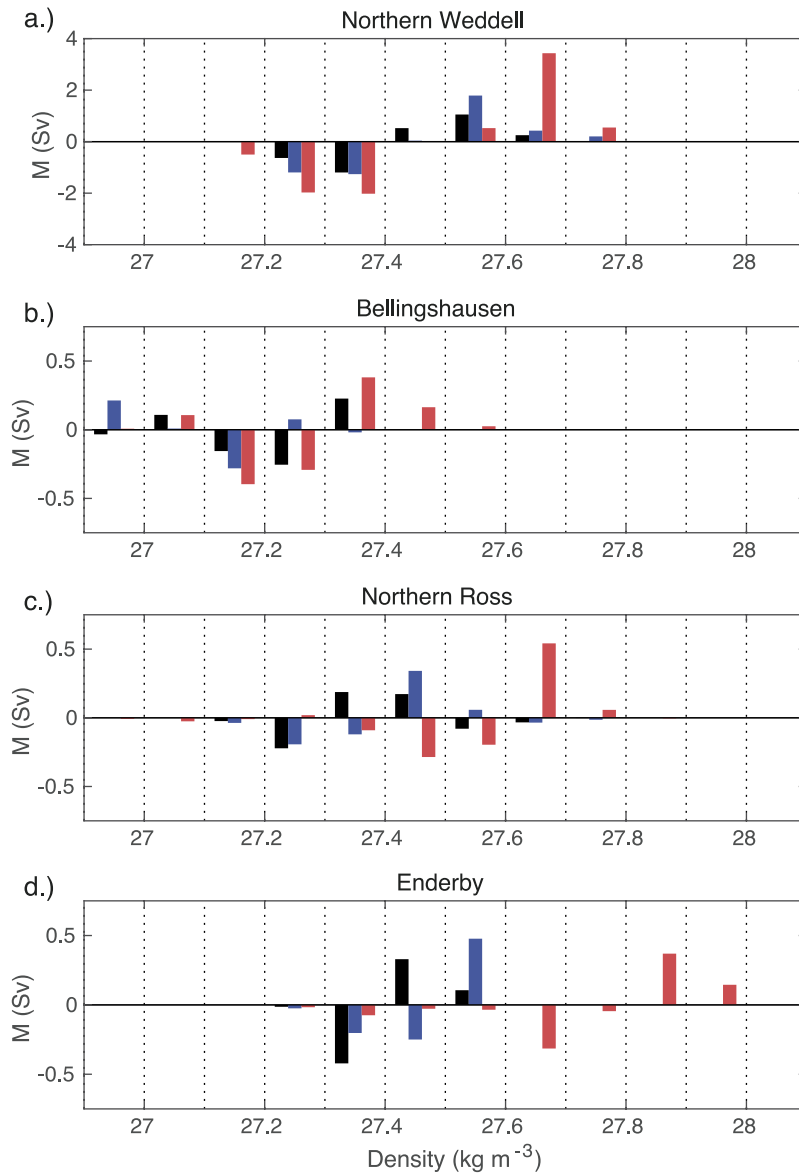 a.)
Northern Weddell
M (Sv)
4
2
0
-2
-4
27 27.2 27.4 27.6 27.8 28
b.)
Bellingshausen
M (Sv)
0.5
0
-0.5
27 27.2 27.4 27.6 27.8 28
c.)
Northern Ross
M (Sv)
0.5
0
-0.5
27 27.2 27.4 27.6 27.8 28
d.)
Enderby
M (Sv)
0.5
0
-0.5
27 27.2 27.4 27.6 27.8 28
Density (kg m⁻³)